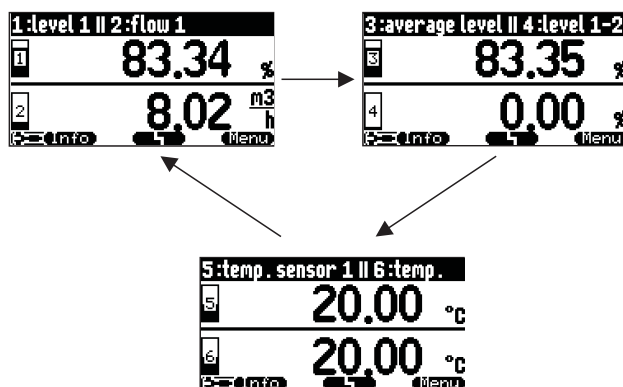 1:level 1 II 2:flow 1
1 83.34 %
2 8.02 m3/h
Info Menu
3:average level II 4:level 1-2
3 83.35 %
4 0.00 %
Info Menu
5:temp. sensor 1 II 6:temp.
5 20.00 °C
6 20.00 °C
Info Menu